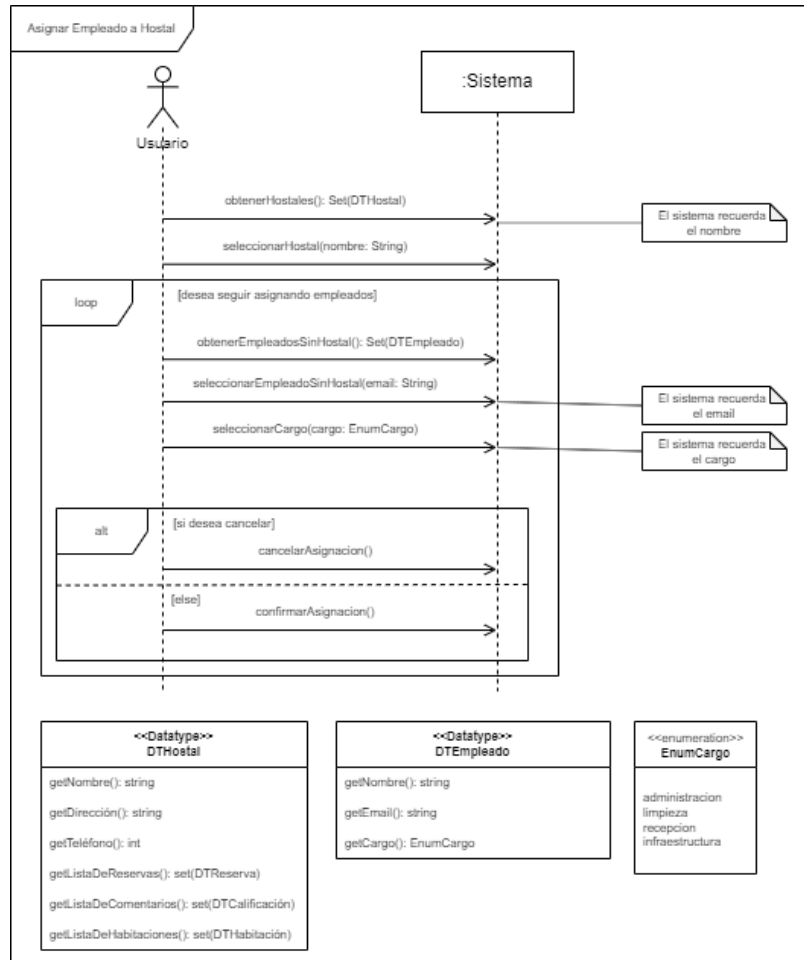 Asignar Empleado a Hostal
:Sistema
Usuario
obtenerHostales(): Set(DTHostal)
El sistema recuerda
el nombre
seleccionarHostal(nombre: String)
loop
[desea seguir asignando empleados]
obtenerEmpleadosSinHostal(): Set(DTEmpleado)
seleccionarEmpleadoSinHostal(email: String)
El sistema recuerda
el email
seleccionarCargo(cargo: EnumCargo)
El sistema recuerda
el cargo
alt
[si desea cancelar]
cancelarAsignacion()
[else]
confirmarAsignacion()
<<Datatype>>
DTHostal
getNombre(): string
getDirección(): string
getTeléfono(): int
getListaDeReservas(): set(DTReserva)
getListaDeComentarios(): set(DTCalificación)
getListaDeHabitaciones(): set(DTHabitación)
<<Datatype>>
DTEmpleado
getNombre(): string
getEmail(): string
getCargo(): EnumCargo
<<enumeration>>
EnumCargo
administracion
limpieza
recepcion
infraestructura